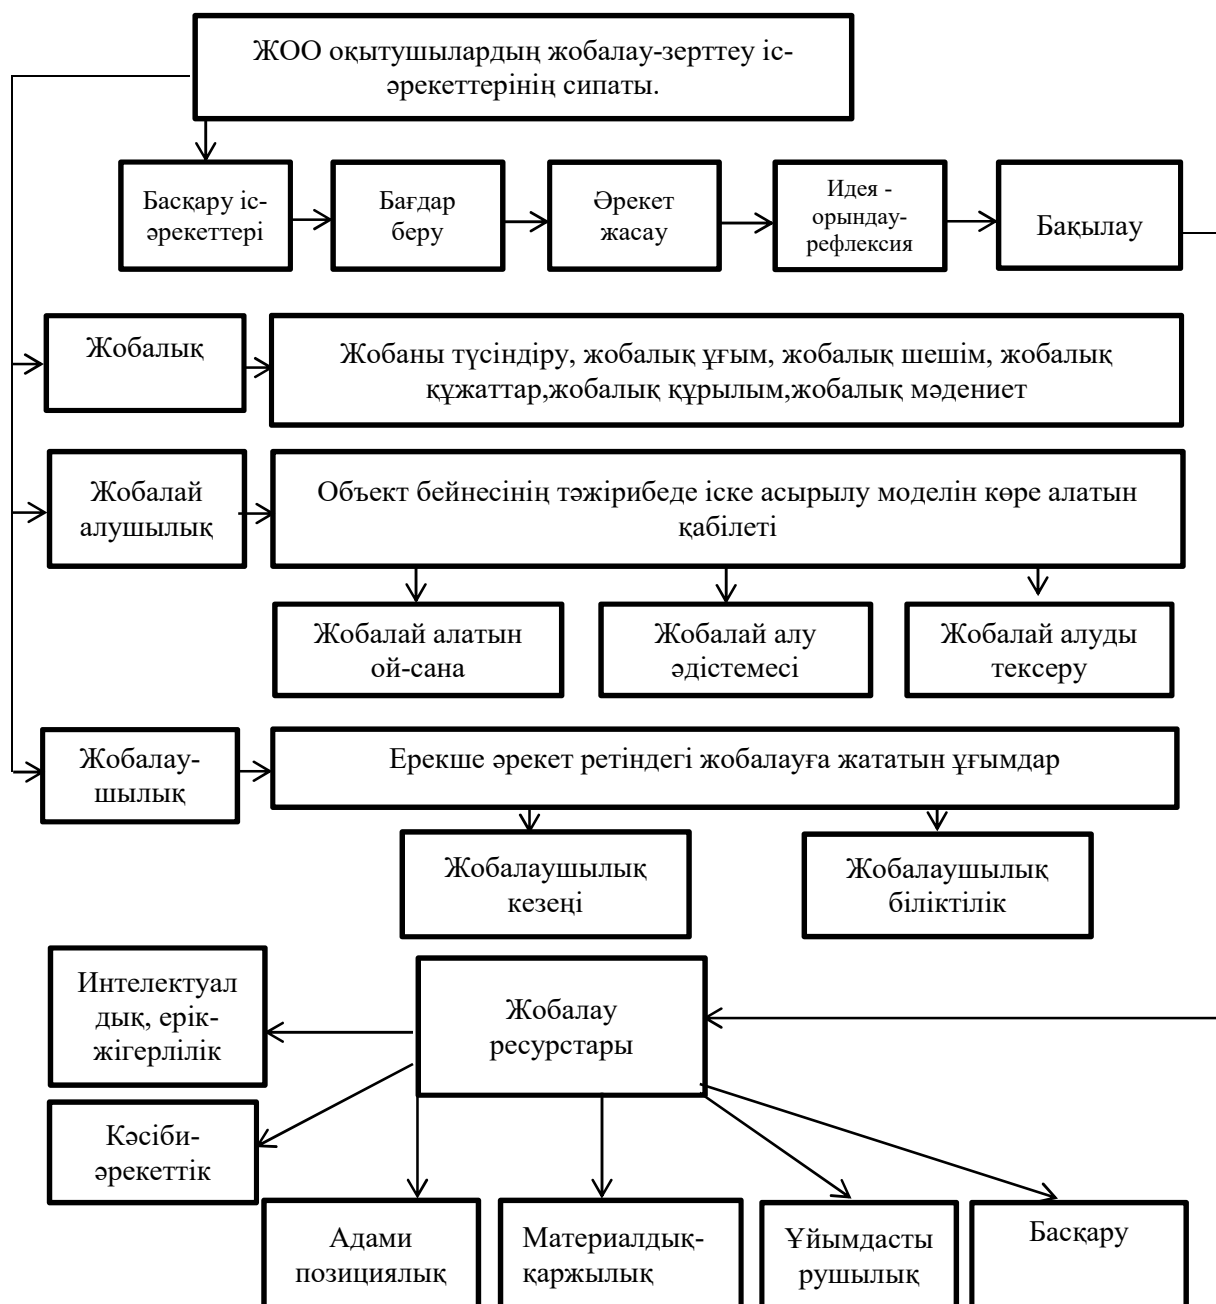 ЖОО оқытушылардың жобалау-зерттеу іс-
әрекеттерінің сипаты.
Басқару іс-
әрекеттері
Бағдар
беру
Әрекет
жасау
Идея -
орындау-
рефлексия
Бақылау
Жобалық
Жобаны түсіндіру, жобалық ұғым, жобалық шешім, жобалық
құжаттар,жобалық құрылым,жобалық мәдениет
Жобалай
алушылық
Объект бейнесінің тәжірибеде іске асырылу моделін көре алатын
қабілеті
Жобалай алатын
ой-сана
Жобалай алу
әдістемесі
Жобалай алуды
тексеру
Жобалау-
шылық
Ерекше әрекет ретіндегі жобалауға жататын ұғымдар
Жобалаушылық
кезеңі
Жобалаушылық
біліктілік
Интелектуал
дық, ерік-
жігерлілік
Жобалау
ресурстары
Кәсіби-
әрекеттік
Адами
позициялық
Материалдық-
қаржылық
Ұйымдасты
рушылық
Басқару